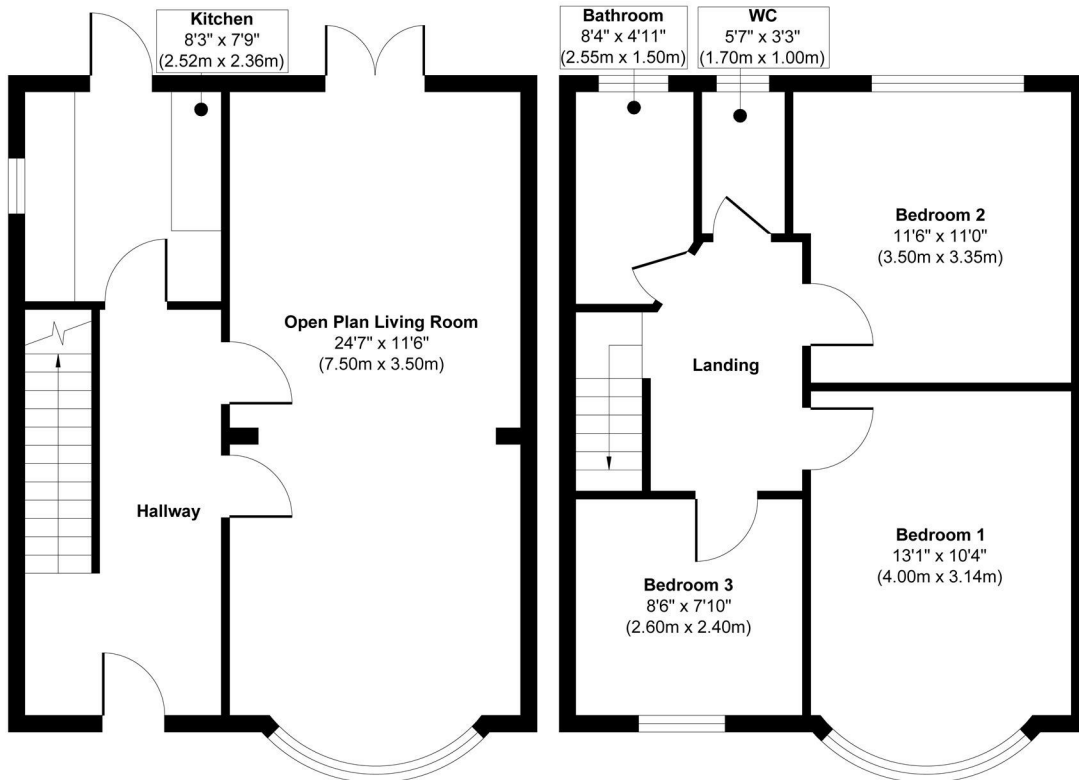 Kitchen
8'3" x 7'9"
(2.52m x 2.36m)
Bathroom
8'4" x 4'11"
(2.55m x 1.50m)
WC
5'7" x 3'3"
(1.70m x 1.00m)
Open Plan Living Room
24'7" x 11'6"
(7.50m x 3.50m)
Hallway
Bedroom 2
11'6" x 11'0"
(3.50m x 3.35m)
Landing
Bedroom 1
13'1" x 10'4"
(4.00m x 3.14m)
Bedroom 3
8'6" x 7'10"
(2.60m x 2.40m)